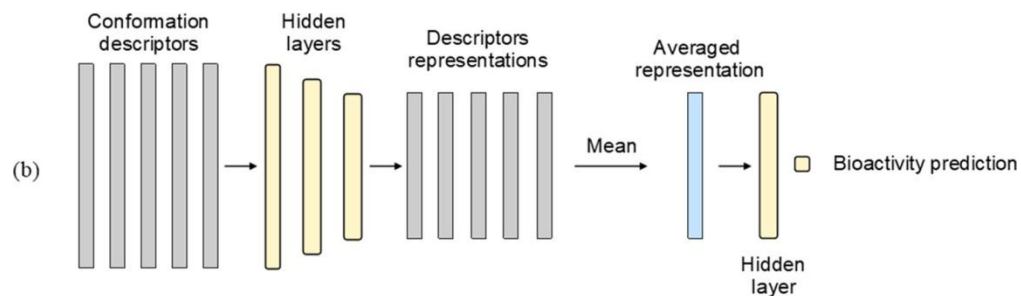 Conformation
descriptors
Hidden
layers
Descriptors
representations
Averaged
representation
Mean
(b)
Bioactivity prediction
Hidden
layer